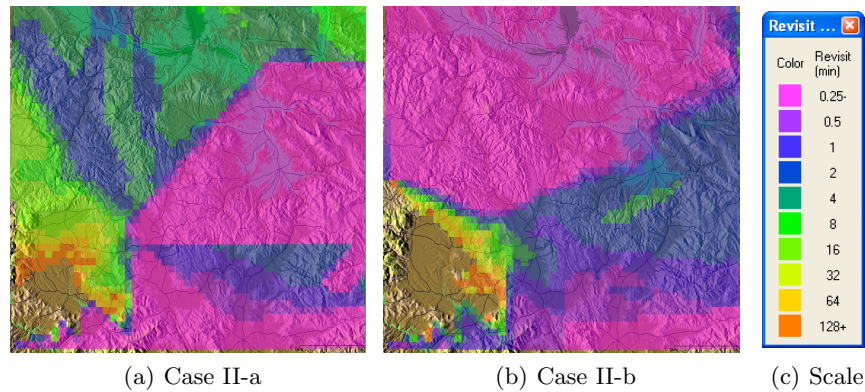 Revisit ...
Color Revisit (min)
0.25-
0.5
1
2
4
8
16
32
64
128+
(a) Case II-a
(b) Case II-b
(c) Scale